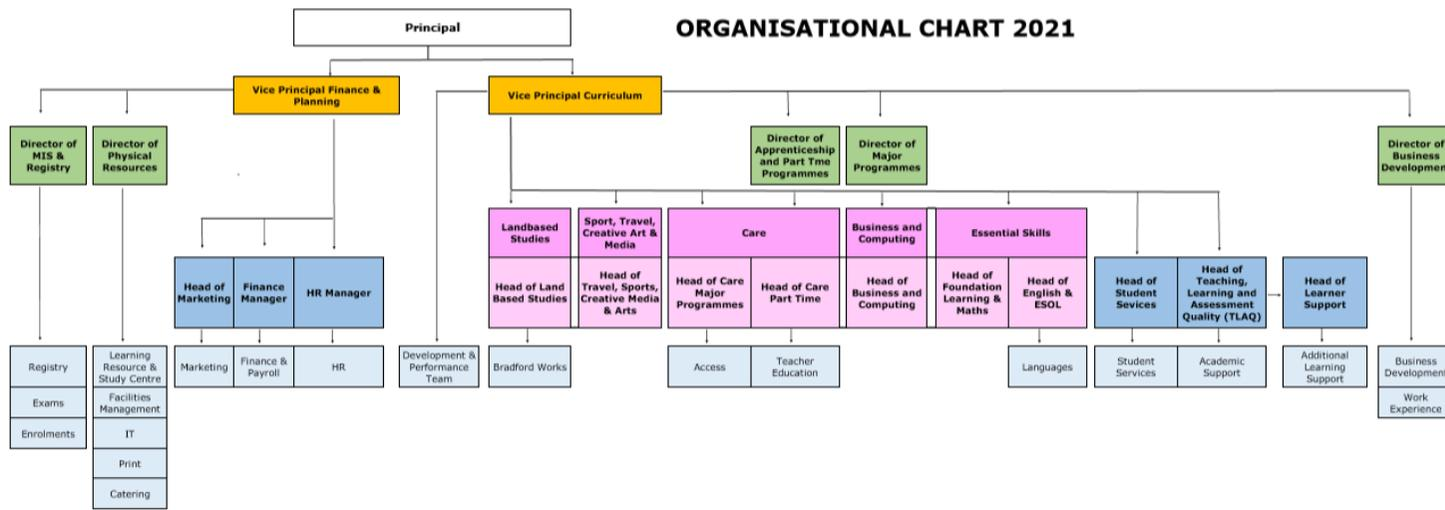 Principal
ORGANISATIONAL CHART 2021
Vice Principal Finance &
Planning
Vice Principal Curriculum
Director of
MIS &
Registry
Director of
Physical
Resources
Director of
Apprenticeship
and Part Tme
Programmes
Director of
Major
Programmes
Director of
Business
Development
Landbased
Studies
Sport, Travel,
Creative Art &
Media
Care
Business and
Computing
Essential Skills
Head of
Marketing
Finance
Manager
HR Manager
Head of Land
Based Studies
Head of
Travel, Sports,
Creative Media
& Arts
Head of Care
Major
Programmes
Head of Care
Part Time
Head of
Business and
Computing
Head of
Foundation
Learning &
Maths
Head of
English &
ESOL
Head of
Student
Sevices
Head of
Teaching,
Learning and
Assessment
Quality (TLAQ)
Head of
Learner
Support
Registry
Exams
Enrolments
Learning
Resource &
Study Centre
Facilities
Management
IT
Print
Catering
Marketing
Finance &
Payroll
HR
Development &
Performance
Team
Bradford Works
Access
Teacher
Education
Languages
Student
Services
Academic
Support
Additional
Learning
Support
Business
Development
Work
Experience